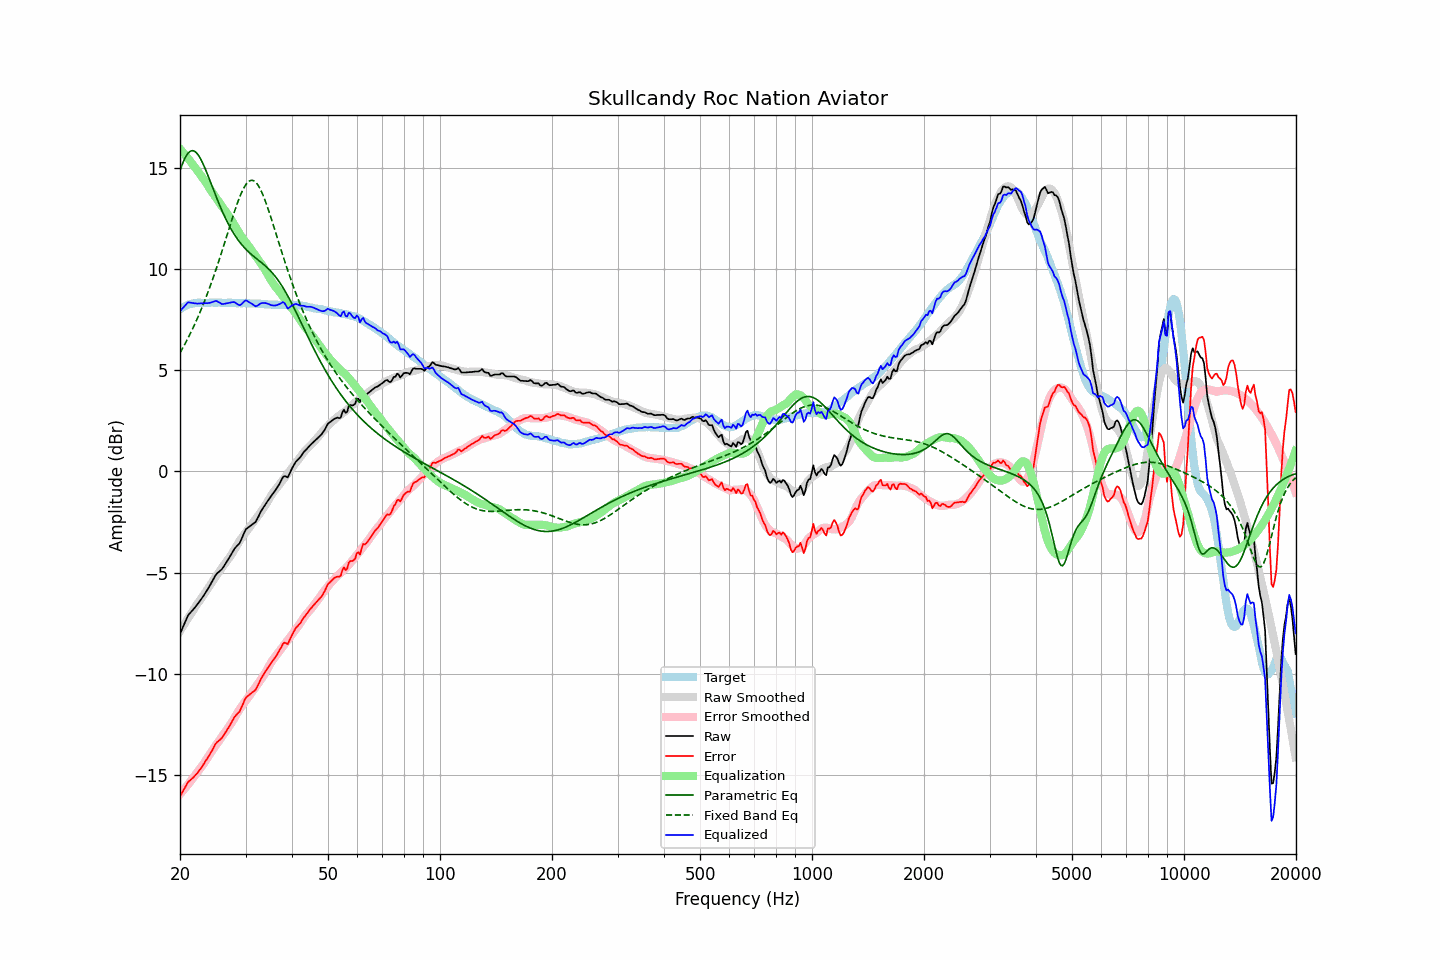 Skullcandy Roc Nation Aviator
Amplitude (dBr)
15
10
5
0
−5
−10
−15
Target
Raw Smoothed
Error Smoothed
Raw
Error
Equalization
Parametric Eq
Fixed Band Eq
Equalized
20 50 100 200 500 1000 2000 5000 10000 20000
Frequency (Hz)